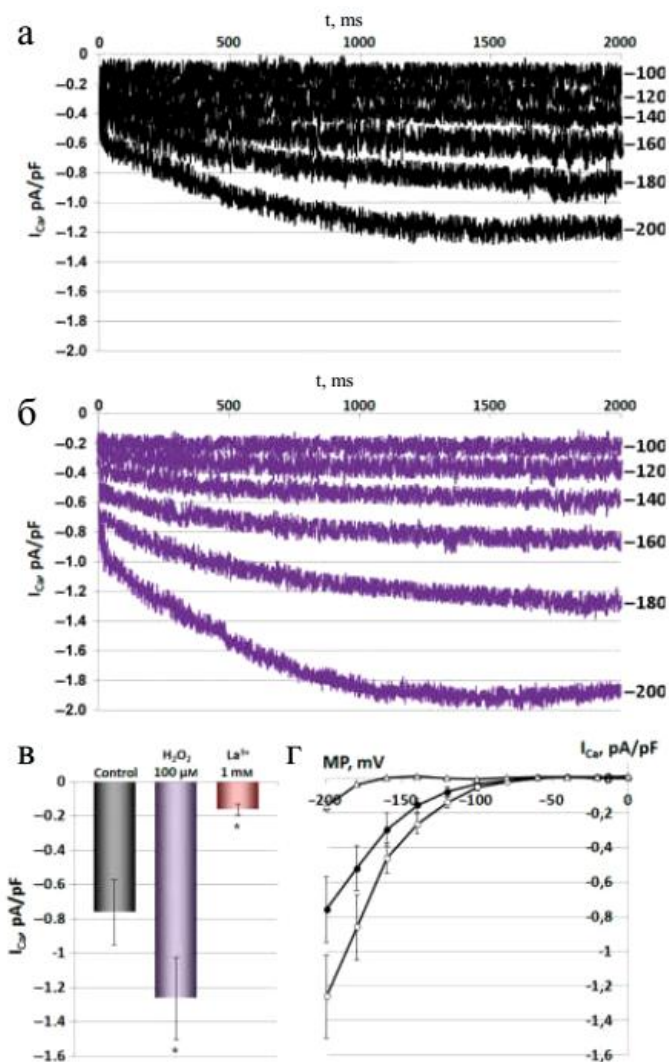 а
t, ms
0 500 1000 1500 2000
0
−0.2
−0.4
−0.6
−0.8
−1.0
−1.2
−1.4
−1.6
−1.8
−2.0
I_Ca, pA/pF
−100
−120
−140
−160
−180
−200
б
t, ms
0 500 1000 1500 2000
0
−0.2
−0.4
−0.6
−0.8
−1.0
−1.2
−1.4
−1.6
−1.8
−2.0
I_Ca, pA/pF
−100
−120
−140
−160
−180
−200
в
Control
H₂O₂
100 μM
La³⁺
1 mM
0
−0.2
−0.4
−0.6
−0.8
−1
−1.2
−1.4
−1.6
I_Ca, pA/pF
*
*
г
MP, mV
I_Ca, pA/pF
−200 −150 −100 −50 0
−0,2
−0,4
−0,6
−0,8
−1
−1,2
−1,4
−1,6